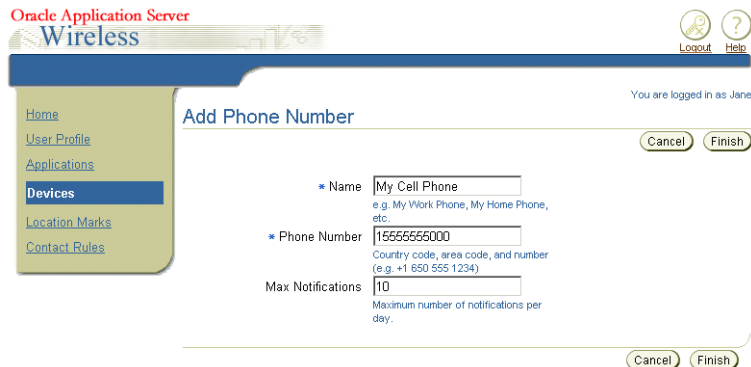 Oracle Application Server
Wireless
Logout Help
You are logged in as Jane
Home
User Profile
Applications
Devices
Location Marks
Contact Rules
Add Phone Number
Cancel Finish
* Name My Cell Phone
e.g. My Work Phone, My Home Phone,
etc.
* Phone Number 15555555000
Country code, area code, and number
(e.g. +1 650 555 1234)
Max Notifications 10
Maximum number of notifications per
day.
Cancel Finish